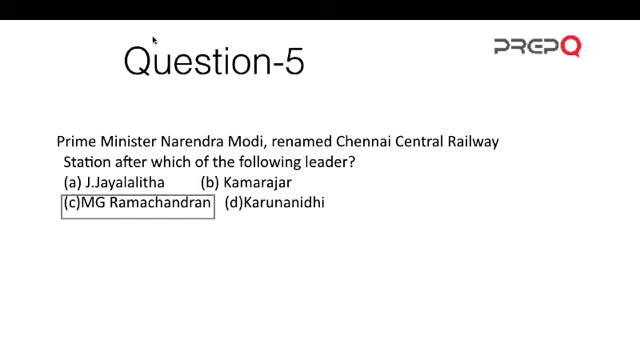 PREPQ
Question-5
Prime Minister Narendra Modi, renamed Chennai Central Railway
Station after which of the following leader?
(a) J.Jayalalitha (b) Kamarajar
(c)MG Ramachandran (d)Karunanidhi